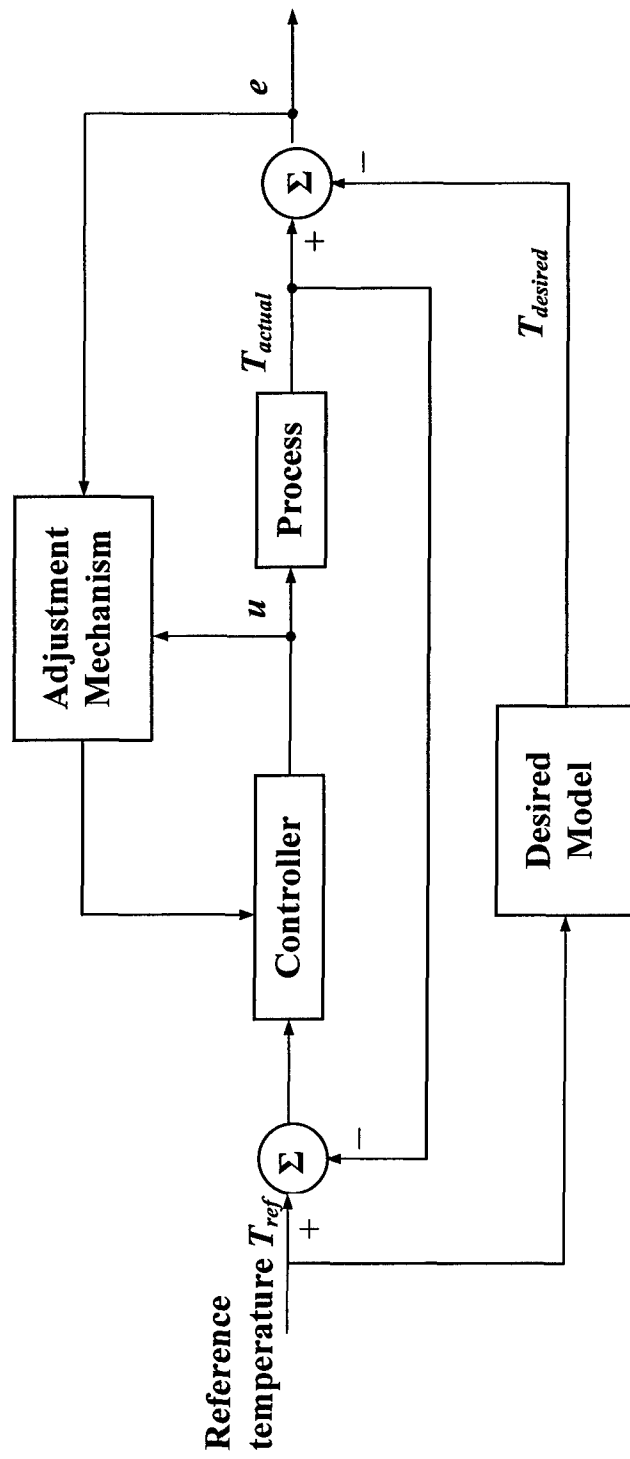 Reference
temperature T_ref
+
−
Σ
Controller
Adjustment
Mechanism
u
Process
T_actual
+
−
Σ
e
Desired
Model
T_desired